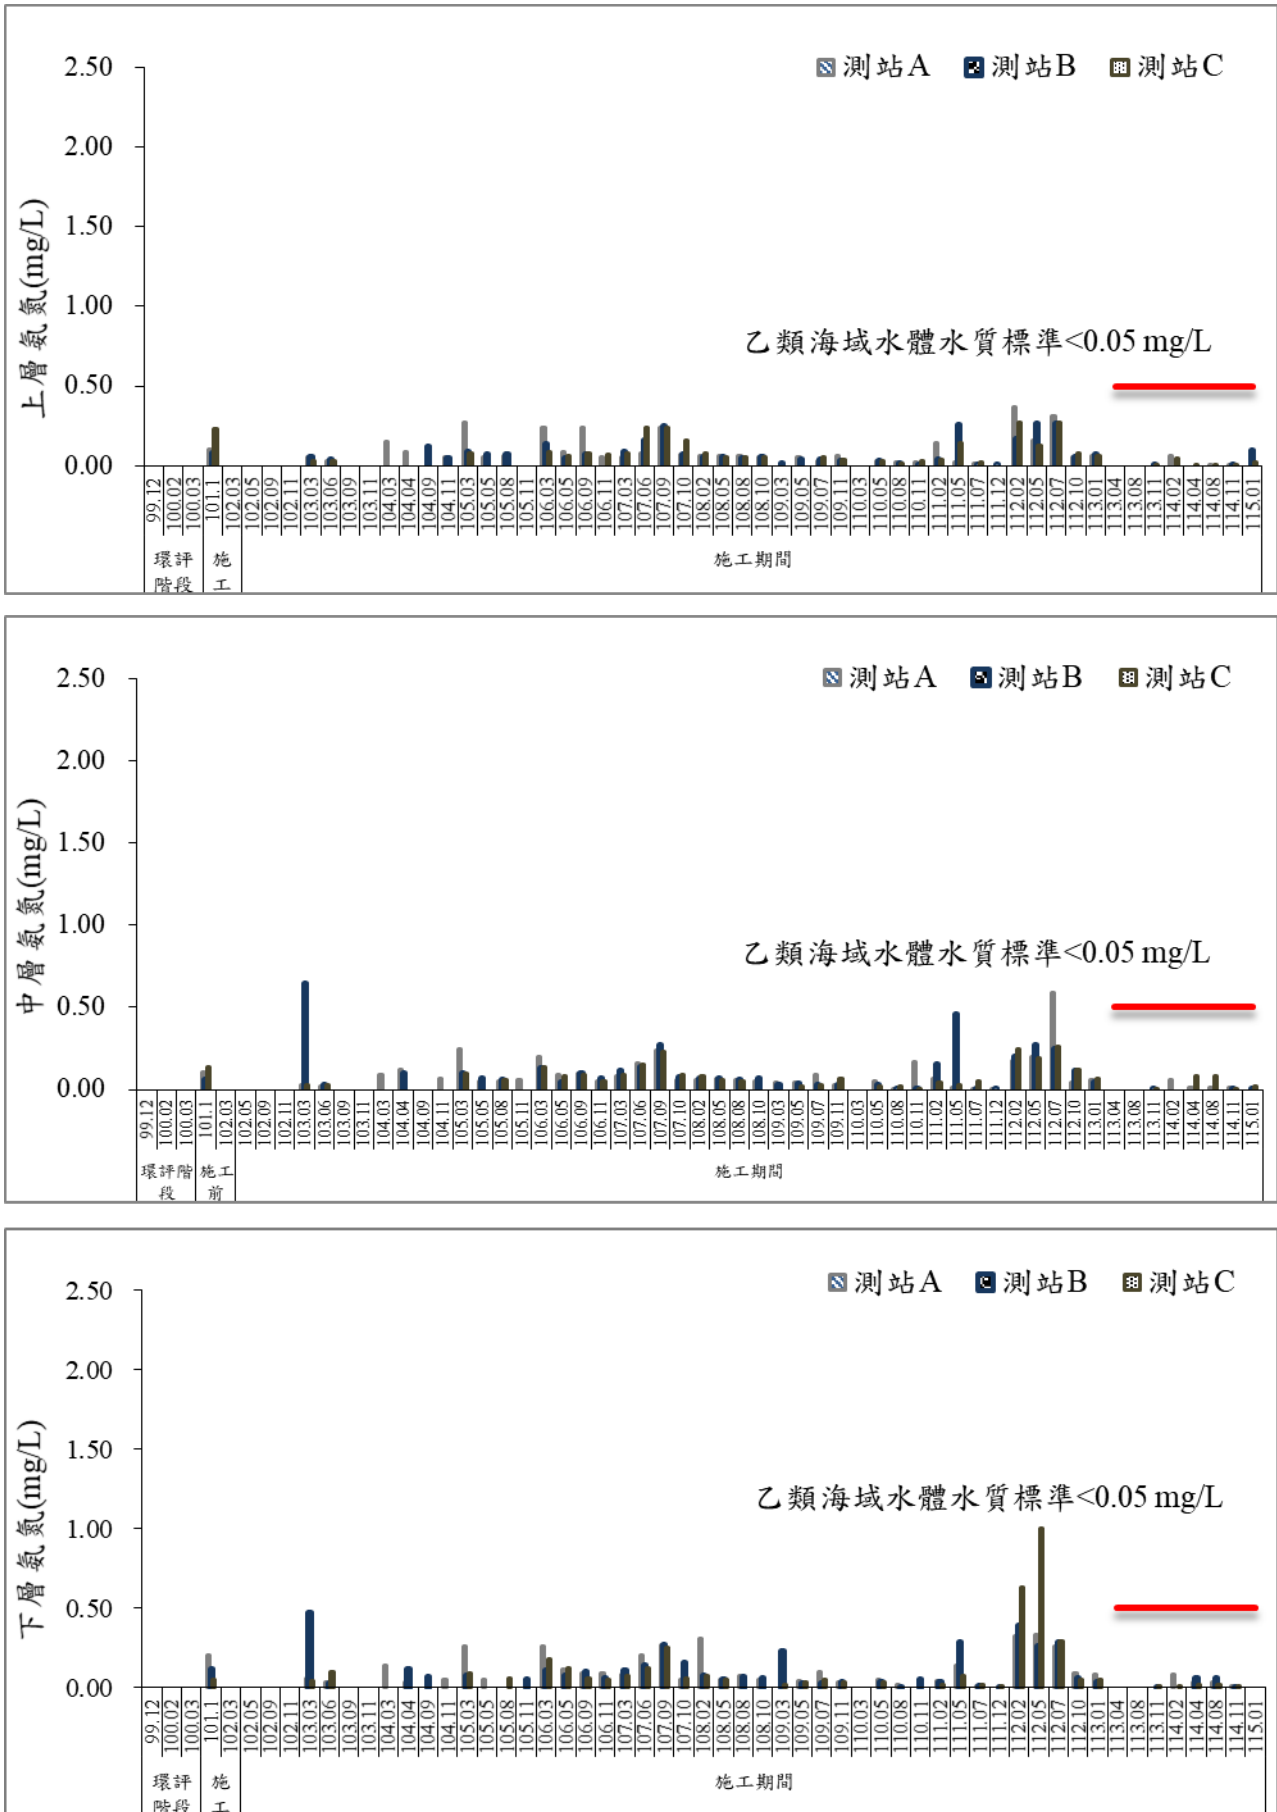 測站A 測站B 測站C
上層氨氮(mg/L)
2.50
2.00
1.50
1.00
0.50
0.00
乙類海域水體水質標準<0.05 mg/L
99.12 100.02 100.03 101.1 102.03 102.05 102.09 102.11 103.03 103.06 103.09 103.11 104.03 104.04 104.09 104.11 105.03 105.05 105.08 105.11 106.03 106.05 106.09 106.11 107.03 107.06 107.09 107.10 108.02 108.05 108.08 108.10 109.03 109.05 109.07 109.11 110.03 110.05 110.08 110.11 111.02 111.05 111.07 111.12 112.02 112.05 112.07 112.10 113.01 113.04 113.08 113.11 114.02 114.04 114.08 114.11 115.01
環評 施 施工期間
階段 工
測站A 測站B 測站C
中層氨氮(mg/L)
2.50
2.00
1.50
1.00
0.50
0.00
乙類海域水體水質標準<0.05 mg/L
99.12 100.02 100.03 101.1 102.03 102.05 102.09 102.11 103.03 103.06 103.09 103.11 104.03 104.04 104.09 104.11 105.03 105.05 105.08 105.11 106.03 106.05 106.09 106.11 107.03 107.06 107.09 107.10 108.02 108.05 108.08 108.10 109.03 109.05 109.07 109.11 110.03 110.05 110.08 110.11 111.02 111.05 111.07 111.12 112.02 112.05 112.07 112.10 113.01 113.04 113.08 113.11 114.02 114.04 114.08 114.11 115.01
環評階 施工 施工期間
段 前
測站A 測站B 測站C
下層氨氮(mg/L)
2.50
2.00
1.50
1.00
0.50
0.00
乙類海域水體水質標準<0.05 mg/L
99.12 100.02 100.03 101.1 102.03 102.05 102.09 102.11 103.03 103.06 103.09 103.11 104.03 104.04 104.09 104.11 105.03 105.05 105.08 105.11 106.03 106.05 106.09 106.11 107.03 107.06 107.09 107.10 108.02 108.05 108.08 108.10 109.03 109.05 109.07 109.11 110.03 110.05 110.08 110.11 111.02 111.05 111.07 111.12 112.02 112.05 112.07 112.10 113.01 113.04 113.08 113.11 114.02 114.04 114.08 114.11 115.01
環評 施 施工期間
階段 工